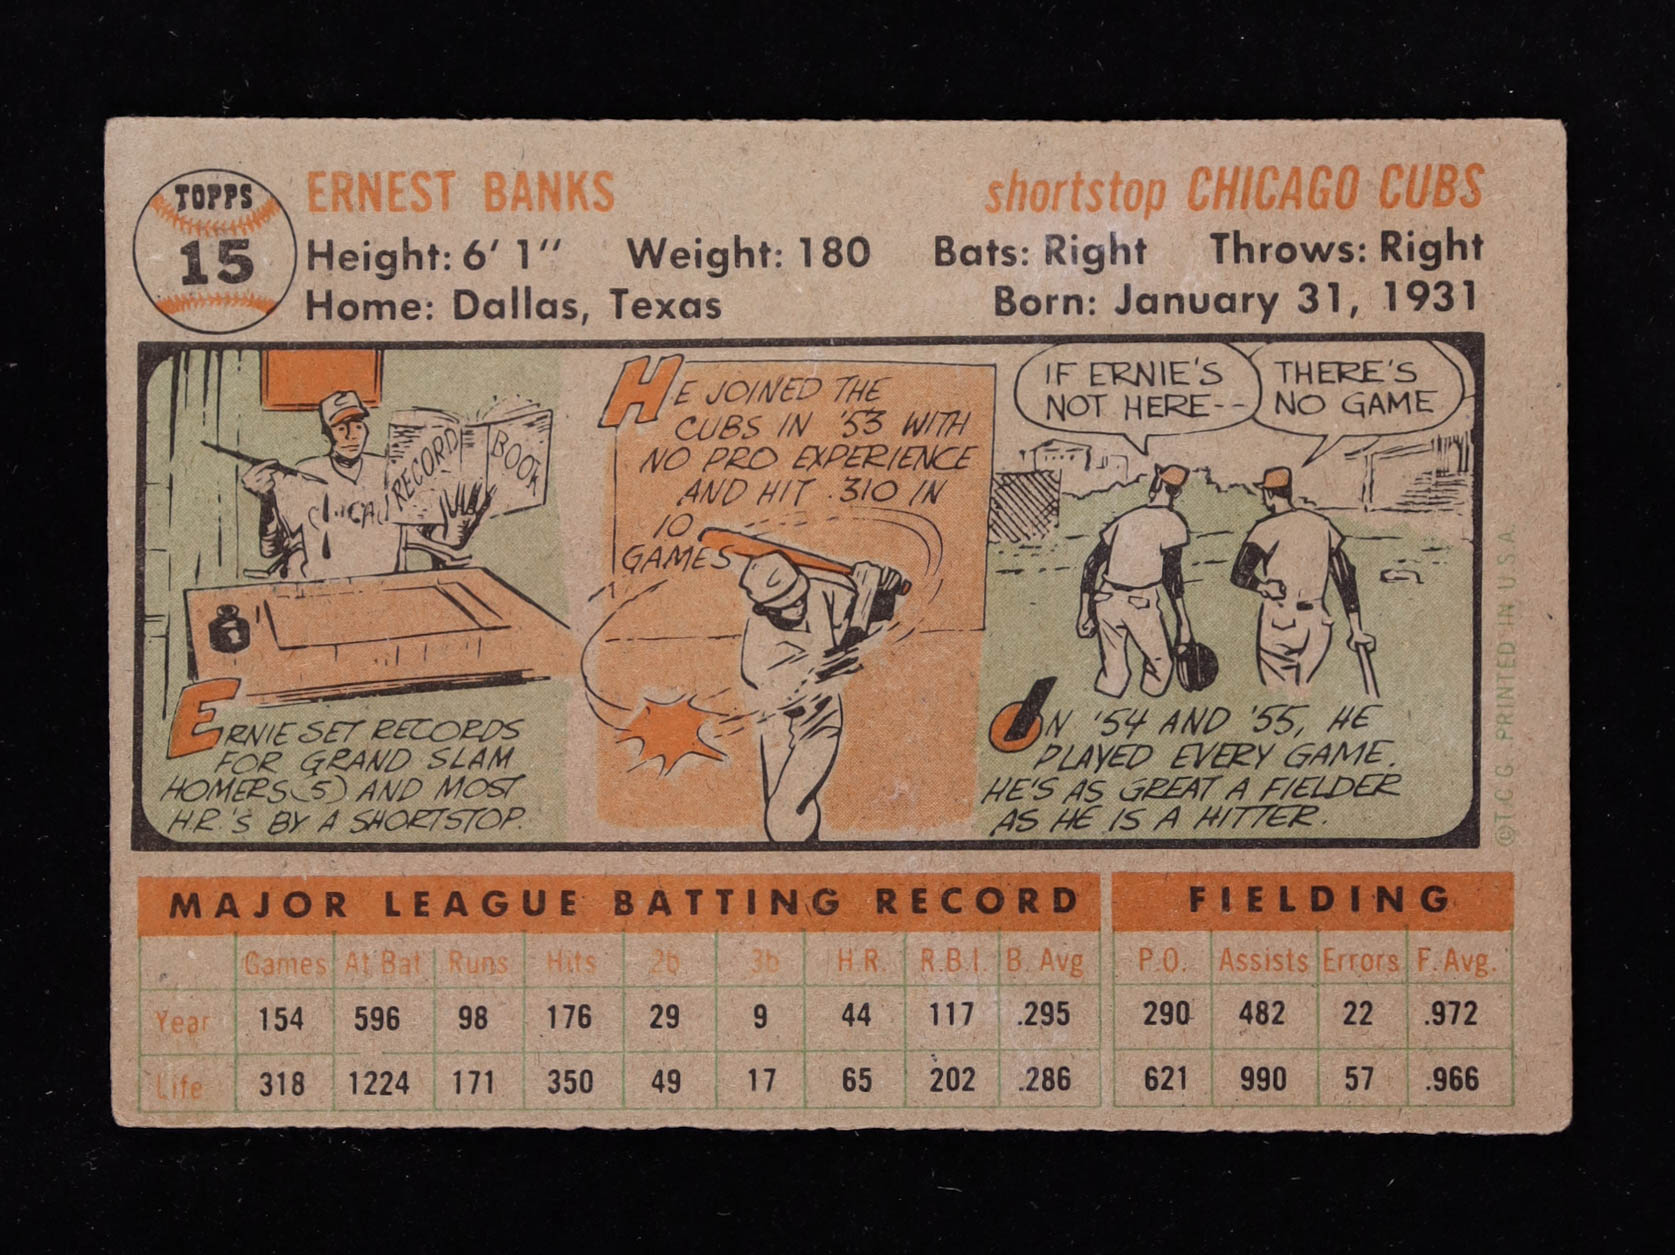 TOPPS
15
ERNEST BANKS
shortstop CHICAGO CUBS
Height: 6' 1" Weight: 180 Bats: Right Throws: Right
Home: Dallas, Texas Born: January 31, 1931
RECORD BOOK
CHICAG
ERNIE SET RECORDS
FOR GRAND SLAM
HOMERS (5) AND MOST
H.R.'S BY A SHORTSTOP.
HE JOINED THE
CUBS IN '53 WITH
NO PRO EXPERIENCE
AND HIT .310 IN
10
GAMES
IF ERNIE'S
NOT HERE--
THERE'S
NO GAME
IN '54 AND '55, HE
PLAYED EVERY GAME.
HE'S AS GREAT A FIELDER
AS HE IS A HITTER.
© T.C.G. PRINTED IN U.S.A.
MAJOR LEAGUE BATTING RECORD FIELDING
Games At Bat Runs Hits 2b 3b H.R. R.B.I. B. Avg P.O. Assists Errors F. Avg.
Year 154 596 98 176 29 9 44 117 .295 290 482 22 .972
Life 318 1224 171 350 49 17 65 202 .286 621 990 57 .966